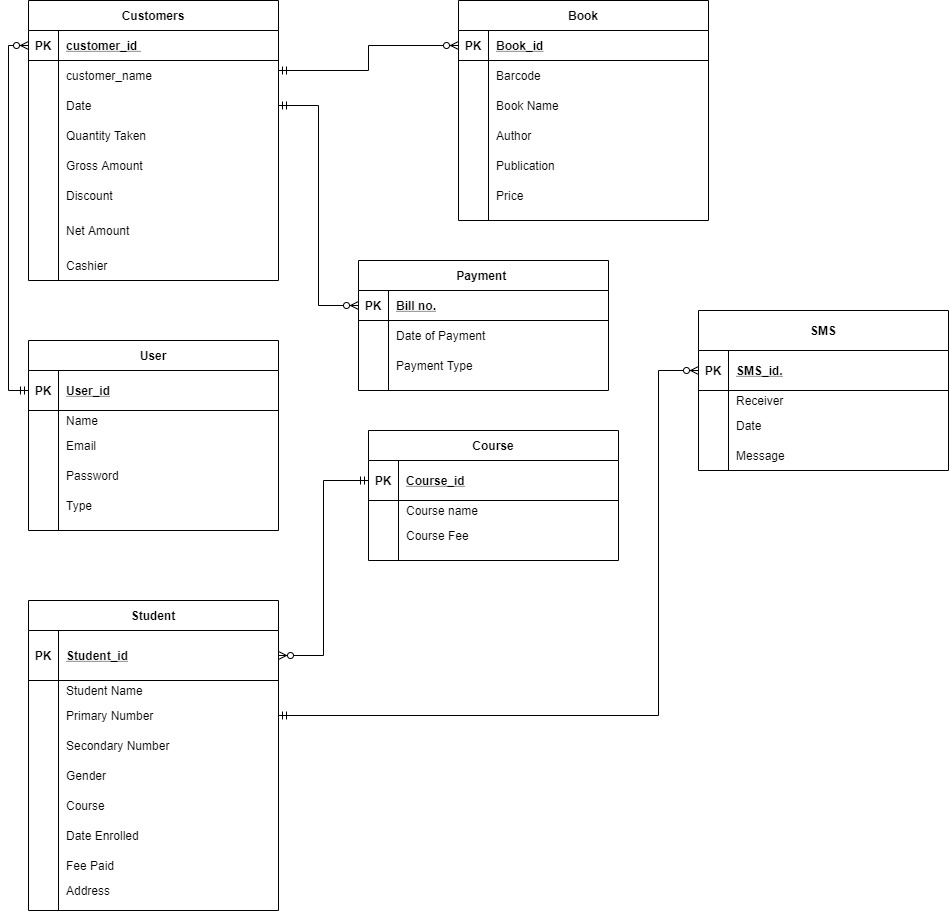 Customers
PK customer_id
customer_name
Date
Quantity Taken
Gross Amount
Discount
Net Amount
Cashier
Book
PK Book_id
Barcode
Book Name
Author
Publication
Price
Payment
PK Bill no.
Date of Payment
Payment Type
SMS
PK SMS_id.
Receiver
Date
Message
User
PK User_id
Name
Email
Password
Type
Course
PK Course_id
Course name
Course Fee
Student
PK Student_id
Student Name
Primary Number
Secondary Number
Gender
Course
Date Enrolled
Fee Paid
Address